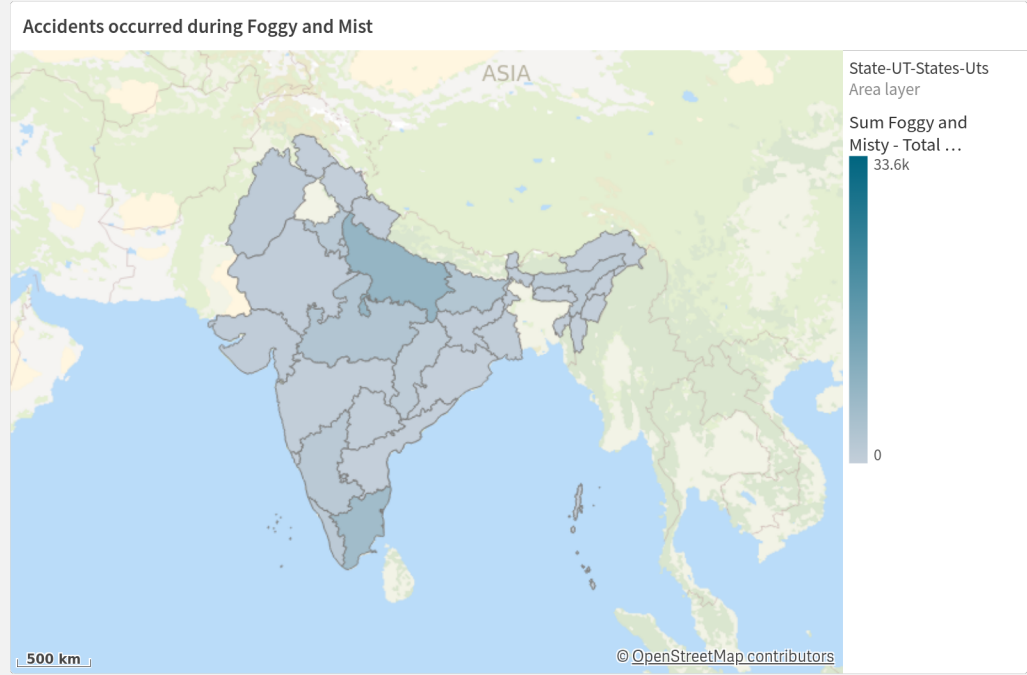 Accidents occurred during Foggy and Mist
ASIA
State-UT-States-Uts
Area layer
Sum Foggy and
Misty - Total ...
33.6k
0
500 km
© OpenStreetMap contributors